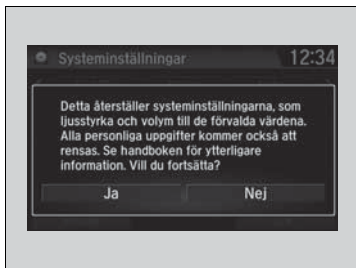 Systeminställningar 12:34
Detta återställer systeminställningarna, som
ljusstyrka och volym till de förvalda värdena.
Alla personliga uppgifter kommer också att
rensas. Se handboken för ytterligare
information. Vill du fortsätta?
Ja Nej